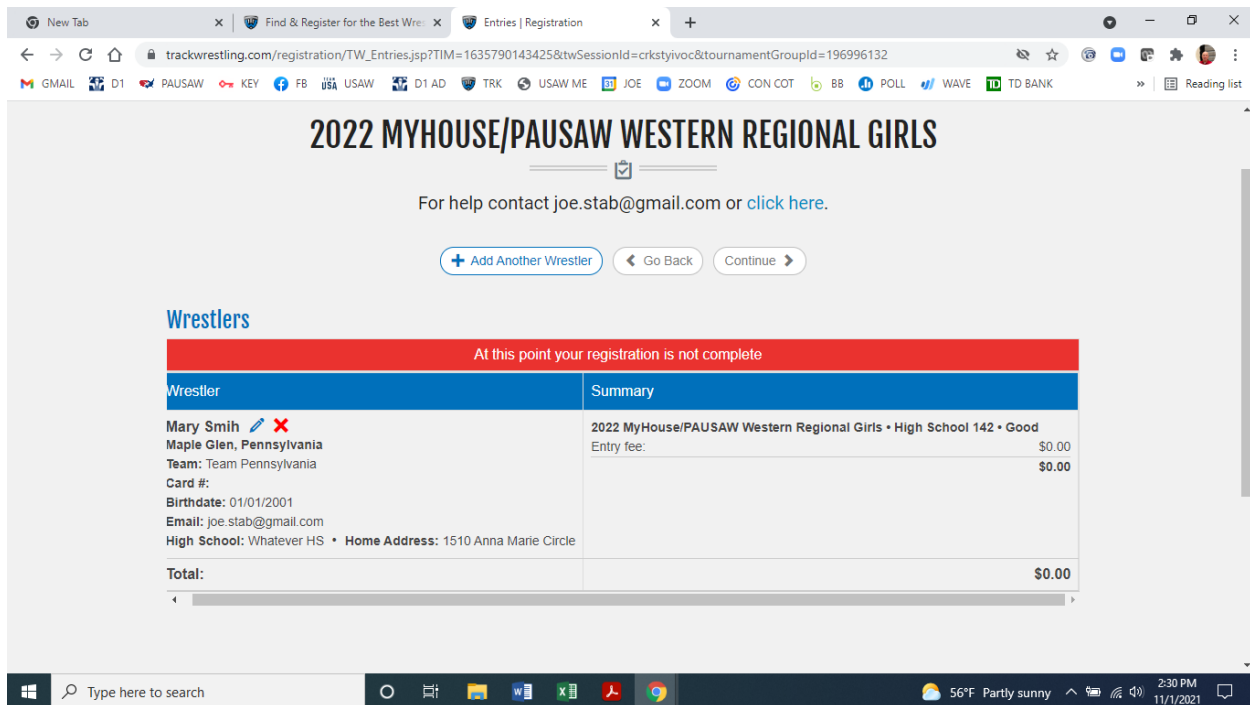 New Tab
Find & Register for the Best Wres
Entries | Registration
trackwrestling.com/registration/TW_Entries.jsp?TIM=1635790143425&twSessionId=crkstyivoc&tournamentGroupId=196996132
GMAIL D1 PAUSAW KEY FB USAW D1 AD TRK USAW ME JOE ZOOM CON COT BB POLL WAVE TD BANK » Reading list
2022 MYHOUSE/PAUSAW WESTERN REGIONAL GIRLS
For help contact joe.stab@gmail.com or click here.
Add Another Wrestler
Go Back
Continue
Wrestlers
At this point your registration is not complete
Wrestler
Summary
Mary Smih
Maple Glen, Pennsylvania
Team: Team Pennsylvania
Card #:
Birthdate: 01/01/2001
Email: joe.stab@gmail.com
High School: Whatever HS • Home Address: 1510 Anna Marie Circle
2022 MyHouse/PAUSAW Western Regional Girls • High School 142 • Good
Entry fee: $0.00
$0.00
Total: $0.00
Type here to search
56°F Partly sunny
2:30 PM
11/1/2021